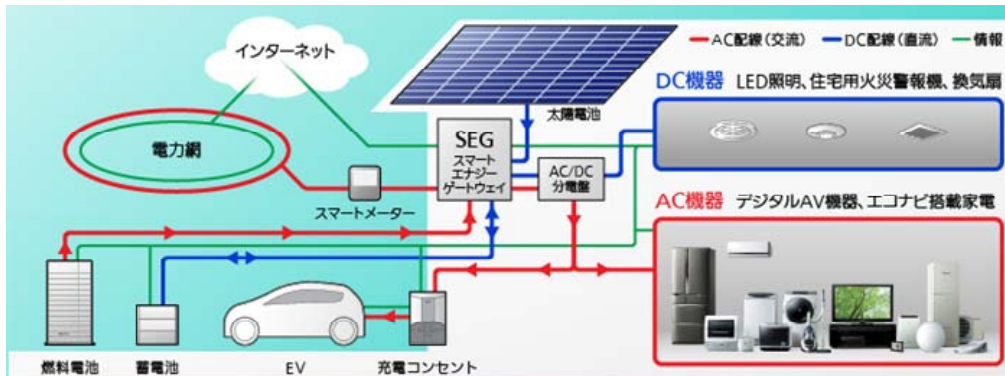 インターネット
AC配線(交流) DC配線(直流) 情報
DC機器 LED照明、住宅用火災警報機、換気扇
太陽電池
電力網
SEG
スマート
エナジー
ゲートウェイ
AC/DC
分電盤
スマートメーター
AC機器 デジタルAV機器、エコナビ搭載家電
燃料電池
蓄電池
EV
充電コンセント